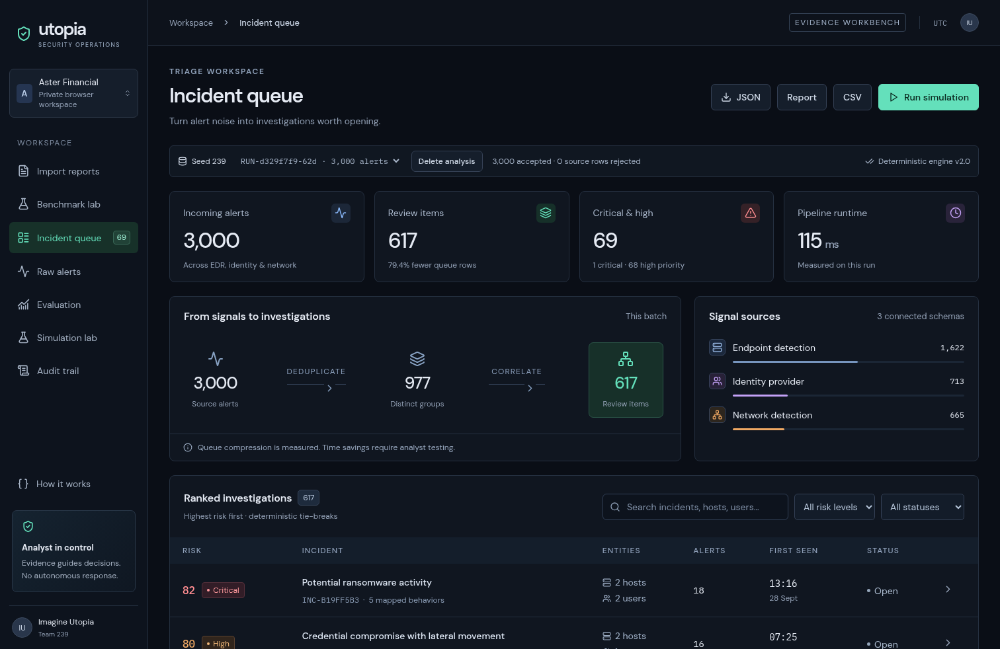 utopia
SECURITY OPERATIONS
A
Aster Financial
Private browser
workspace
WORKSPACE
Import reports
Benchmark lab
Incident queue 69
Raw alerts
Evaluation
Simulation lab
Audit trail
How it works
Analyst in control
Evidence guides decisions.
No autonomous response.
IU
Imagine Utopia
Team 239
Workspace
Incident queue
EVIDENCE WORKBENCH
UTC
IU
TRIAGE WORKSPACE
Incident queue
Turn alert noise into investigations worth opening.
JSON
Report
CSV
Run simulation
Seed 239
RUN-d329f7f9-62d · 3,000 alerts
Delete analysis
3,000 accepted · 0 source rows rejected
Deterministic engine v2.0
Incoming alerts
3,000
Across EDR, identity & network
Review items
617
79.4% fewer queue rows
Critical & high
69
1 critical · 68 high priority
Pipeline runtime
115 ms
Measured on this run
From signals to investigations
This batch
3,000
Source alerts
DEDUPLICATE
977
Distinct groups
CORRELATE
617
Review items
Queue compression is measured. Time savings require analyst testing.
Signal sources
3 connected schemas
Endpoint detection 1,622
Identity provider 713
Network detection 665
Ranked investigations 617
Highest risk first · deterministic tie-breaks
Search incidents, hosts, users...
All risk levels
All statuses
RISK INCIDENT ENTITIES ALERTS FIRST SEEN STATUS
82 Critical
Potential ransomware activity
INC-B19FF5B3 · 5 mapped behaviors
2 hosts
2 users
18
13:16
28 Sept
Open
80 High
Credential compromise with lateral movement
2 hosts
16
07:25
Open